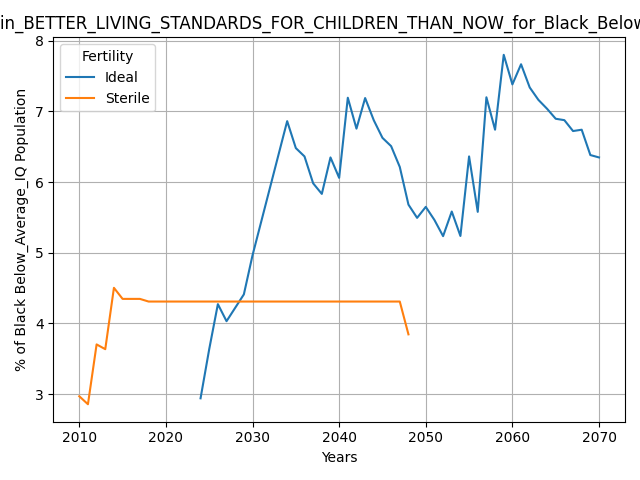 in_BETTER_LIVING_STANDARDS_FOR_CHILDREN_THAN_NOW_for_Black_Below
8
7
6
5
4
3
% of Black Below_Average_IQ Population
Fertility
Ideal
Sterile
2010 2020 2030 2040 2050 2060 2070
Years